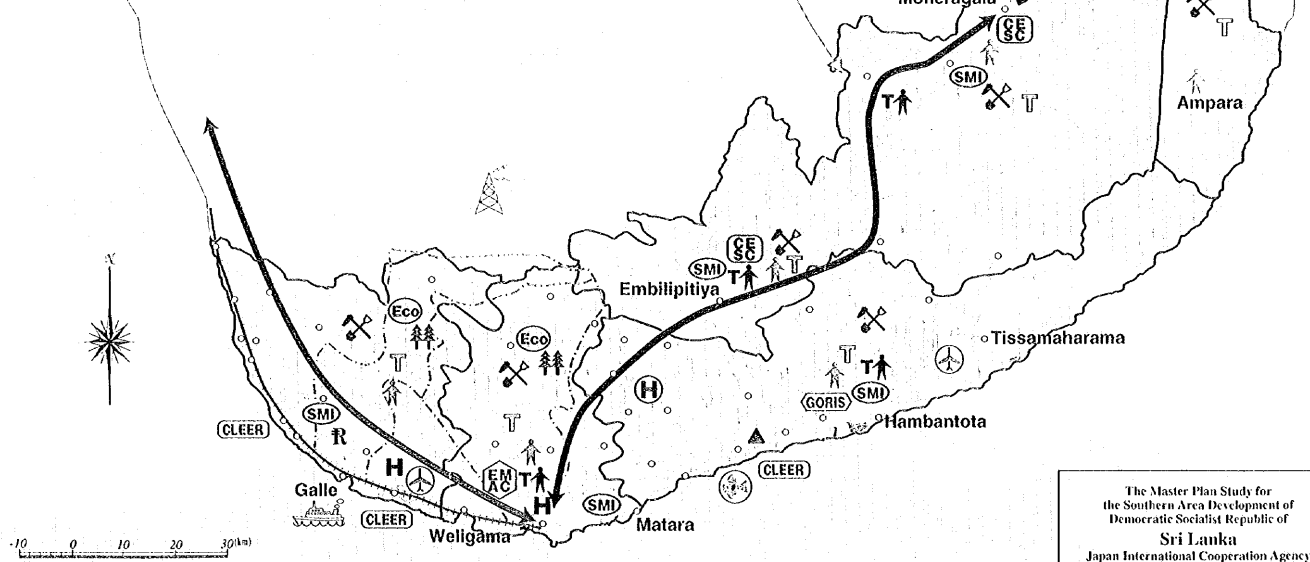 Moneragala
CE
SC
T
SMI
T
T
Ampara
N
CE
SC
SMI
T
T
Embilipitiya
Eco
Eco
Tissamaharama
T
T
T
H
SMI
GORIS
SMI
CLEER
R
T
Hambantota
H
EM
AC
T
CLEER
Galle
H
SMI
CLEER
Weligama
Matara
-10 0 10 20 30(km)
The Master Plan Study for
the Southern Area Development of
Democratic Socialist Republic of
Sri Lanka
Japan International Cooperation Agency